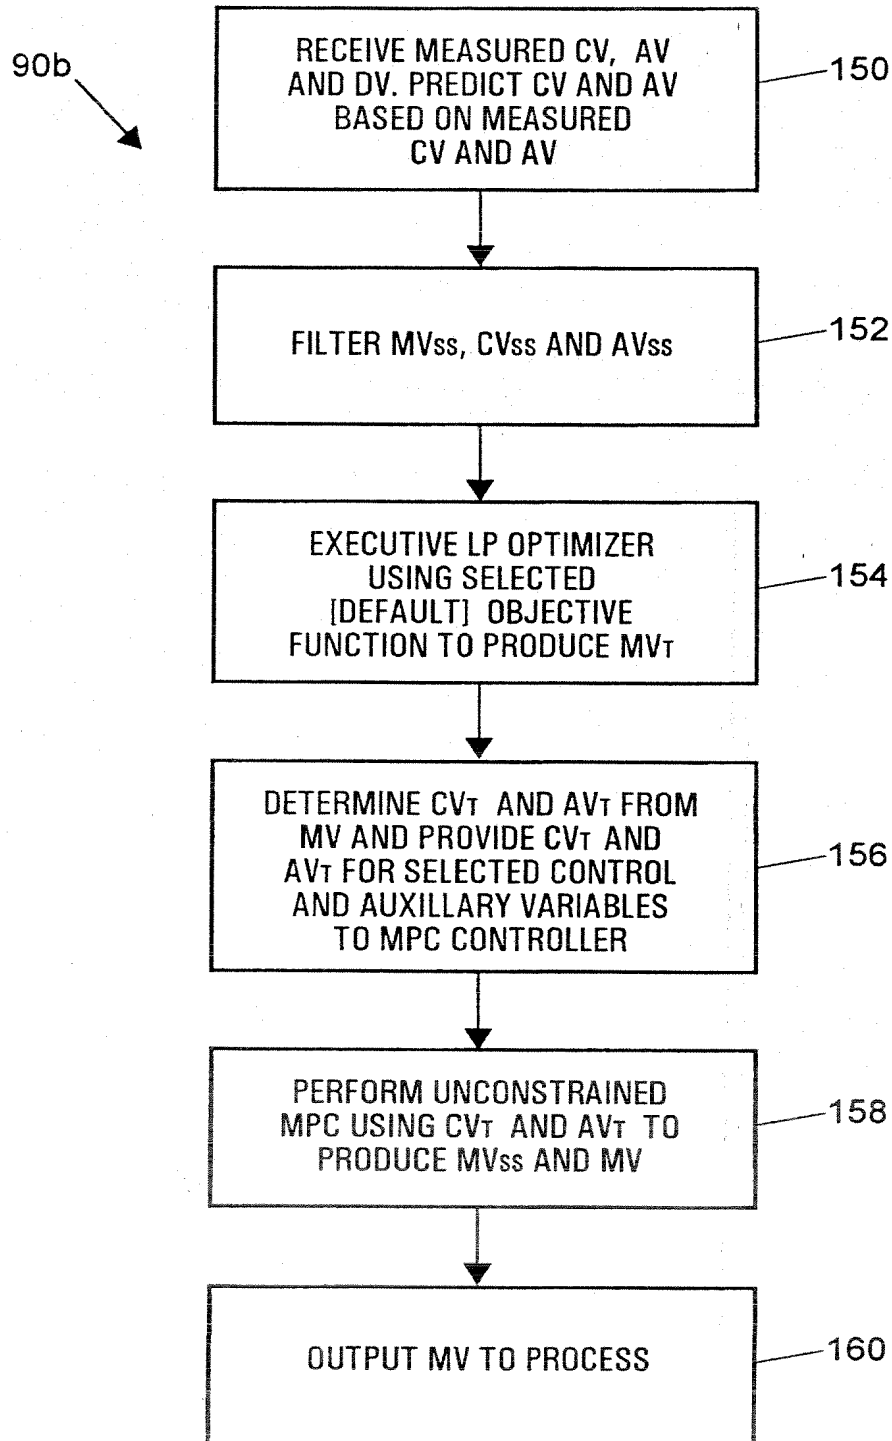 90b
RECEIVE MEASURED CV, AV
AND DV. PREDICT CV AND AV
BASED ON MEASURED
CV AND AV
150
FILTER MVSS, CVSS AND AVSS
152
EXECUTIVE LP OPTIMIZER
USING SELECTED
[DEFAULT] OBJECTIVE
FUNCTION TO PRODUCE MVT
154
DETERMINE CVT AND AVT FROM
MV AND PROVIDE CVT AND
AVT FOR SELECTED CONTROL
AND AUXILLARY VARIABLES
TO MPC CONTROLLER
156
PERFORM UNCONSTRAINED
MPC USING CVT AND AVT TO
PRODUCE MVSS AND MV
158
OUTPUT MV TO PROCESS
160